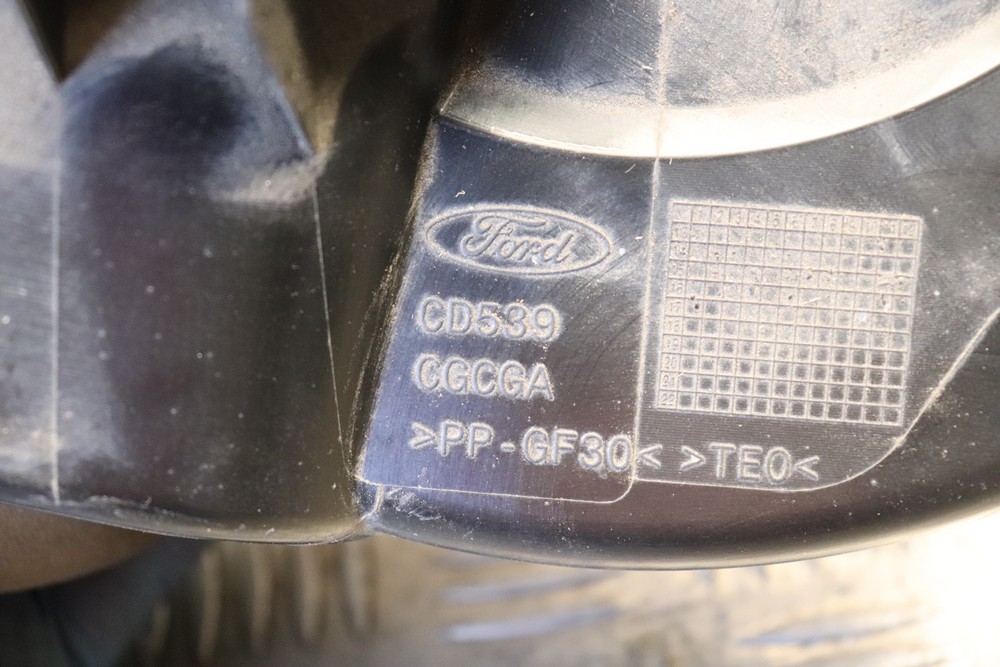 Ford
CD539
CGCGA
>PP-GF30< >TEO<